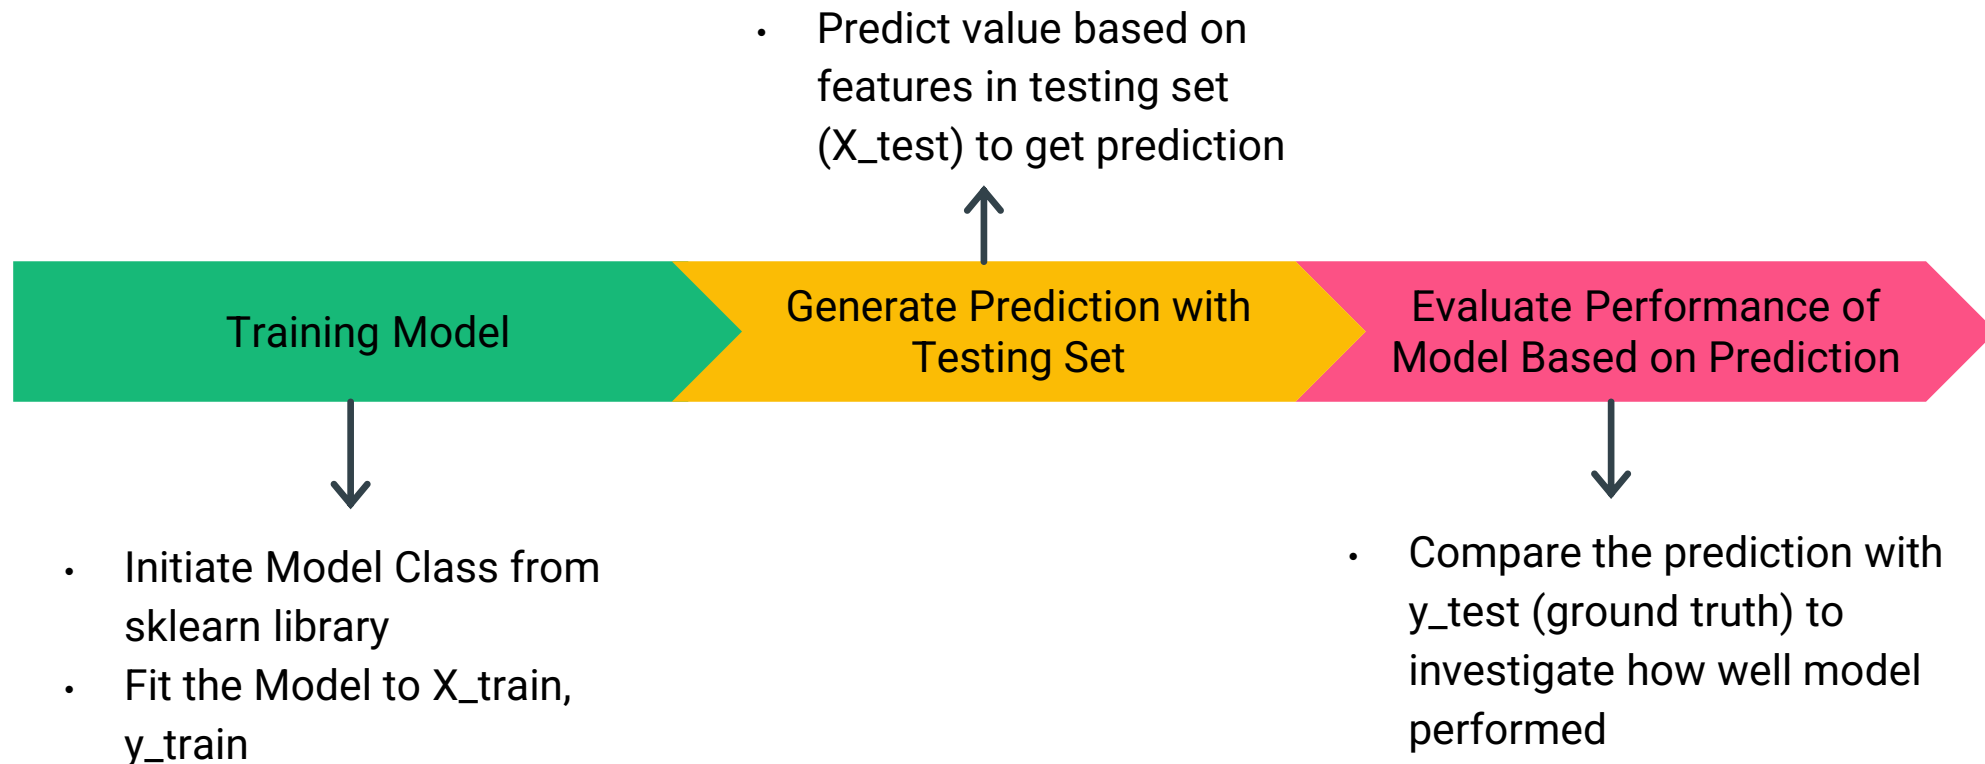 • Predict value based on
features in testing set
(X_test) to get prediction
Training Model
Generate Prediction with
Testing Set
Evaluate Performance of
Model Based on Prediction
• Initiate Model Class from
sklearn library
• Fit the Model to X_train,
y_train
• Compare the prediction with
y_test (ground truth) to
investigate how well model
performed